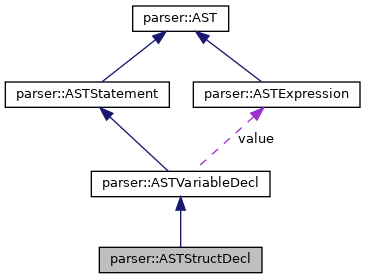 parser::AST
parser::ASTStatement
parser::ASTExpression
value
parser::ASTVariableDecl
parser::ASTStructDecl